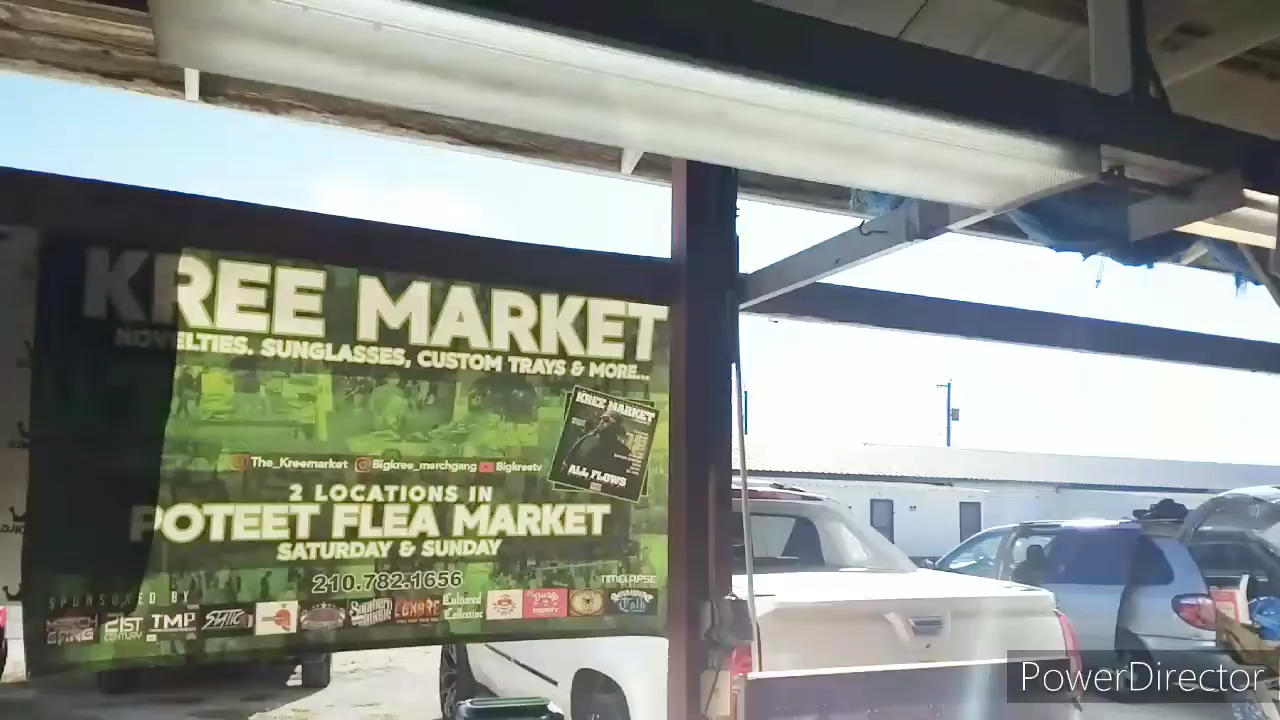 KREE MARKET
NOVELTIES. SUNGLASSES, CUSTOM TRAYS & MORE...
KREE MARKET
ALL FLOWS
The_Kreemarket Bigkree_merchgang Bigkreetv
2 LOCATIONS IN
POTEET FLEA MARKET
SATURDAY & SUNDAY
210.782.1656
TIMELAPSE
SPONSORED BY
MERCH GANG
21ST CENTURY
TMP
STATIC
Cultured Collective
PowerDirector